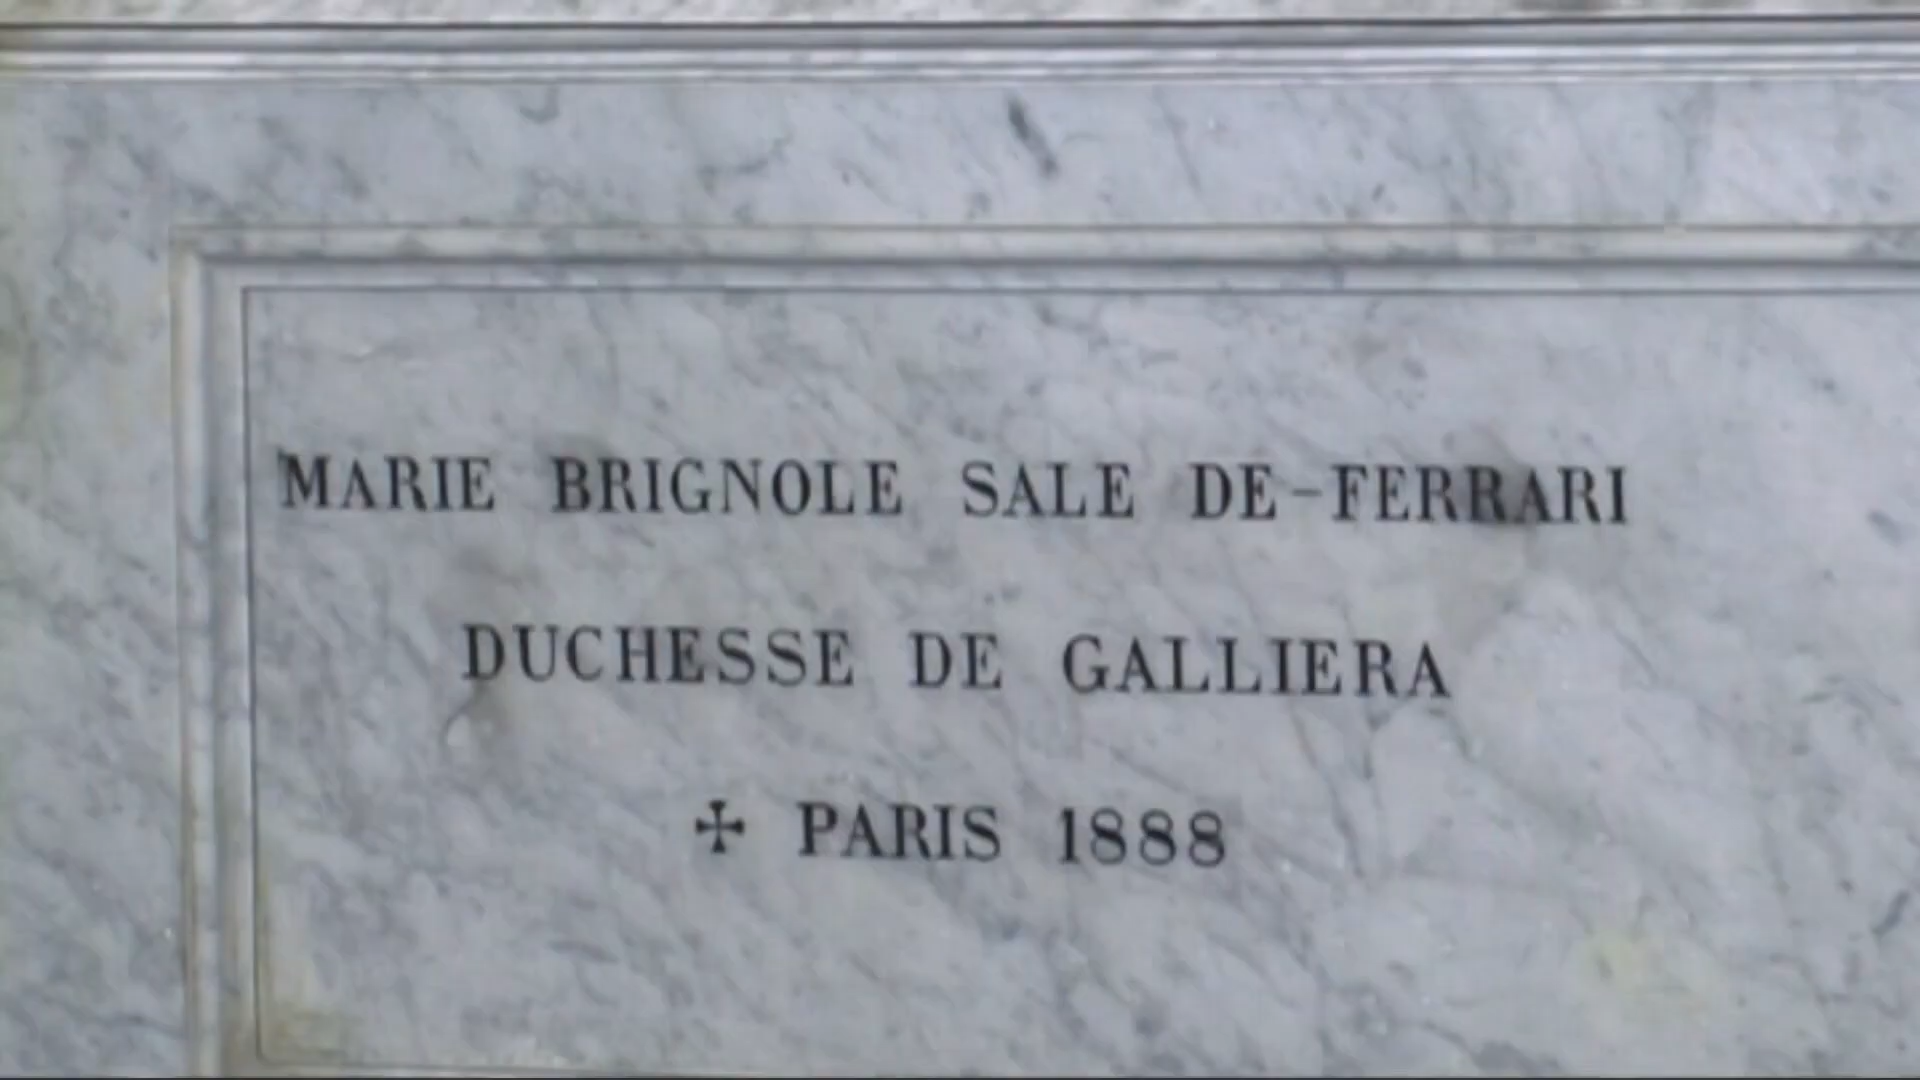 MARIE BRIGNOLE SALE DE-FERRARI
DUCHESSE DE GALLIERA
✠ PARIS 1888